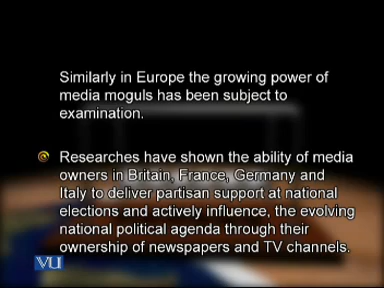 Similarly in Europe the growing power of
media moguls has been subject to
examination.
Researches have shown the ability of media
owners in Britain, France, Germany and
Italy to deliver partisan support at national
elections and actively influence, the evolving
national political agenda through their
ownership of newspapers and TV channels.
VU